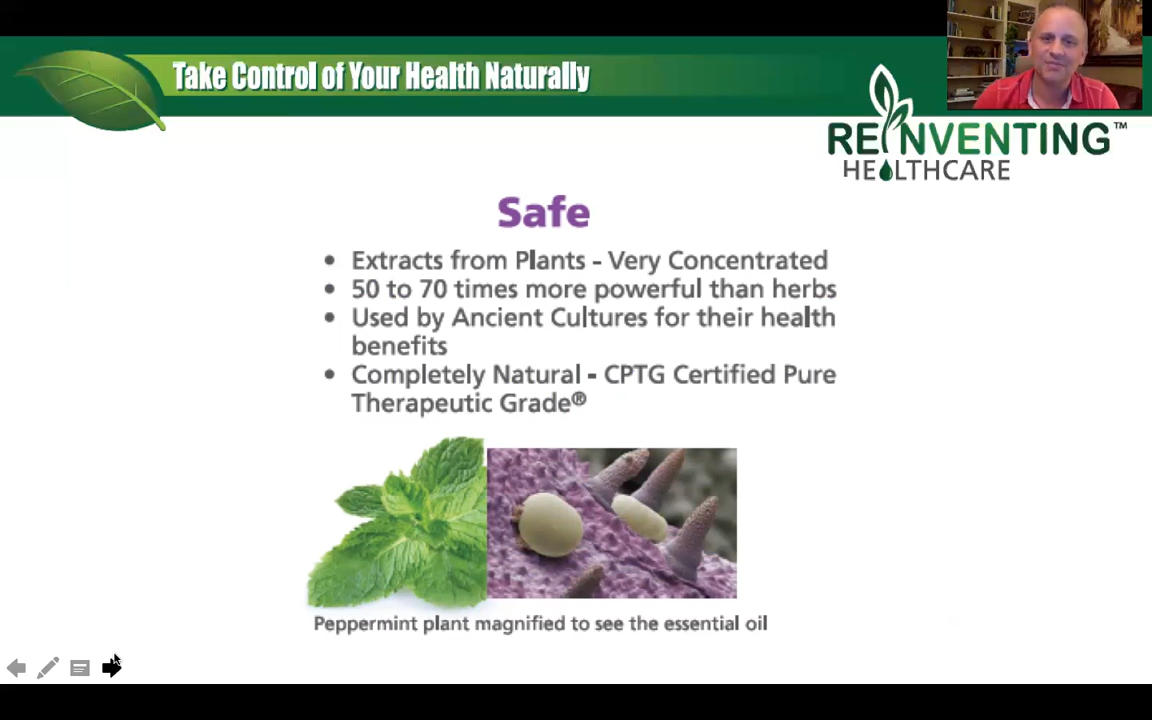 Take Control of Your Health Naturally
REINVENTING™
HEALTHCARE
Safe
• Extracts from Plants - Very Concentrated
• 50 to 70 times more powerful than herbs
• Used by Ancient Cultures for their health
benefits
• Completely Natural - CPTG Certified Pure
Therapeutic Grade®
Peppermint plant magnified to see the essential oil